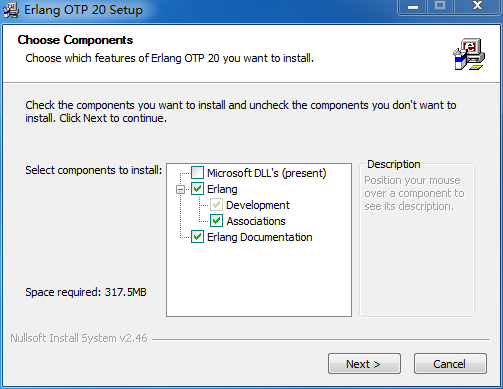 Erlang OTP 20 Setup
Choose Components
Choose which features of Erlang OTP 20 you want to install.
Check the components you want to install and uncheck the components you don't want to
install. Click Next to continue.
Select components to install:
Microsoft DLL's (present)
Erlang
Development
Associations
Erlang Documentation
Description
Position your mouse
over a component to
see its description.
Space required: 317.5MB
Nullsoft Install System v2.46
Next >
Cancel